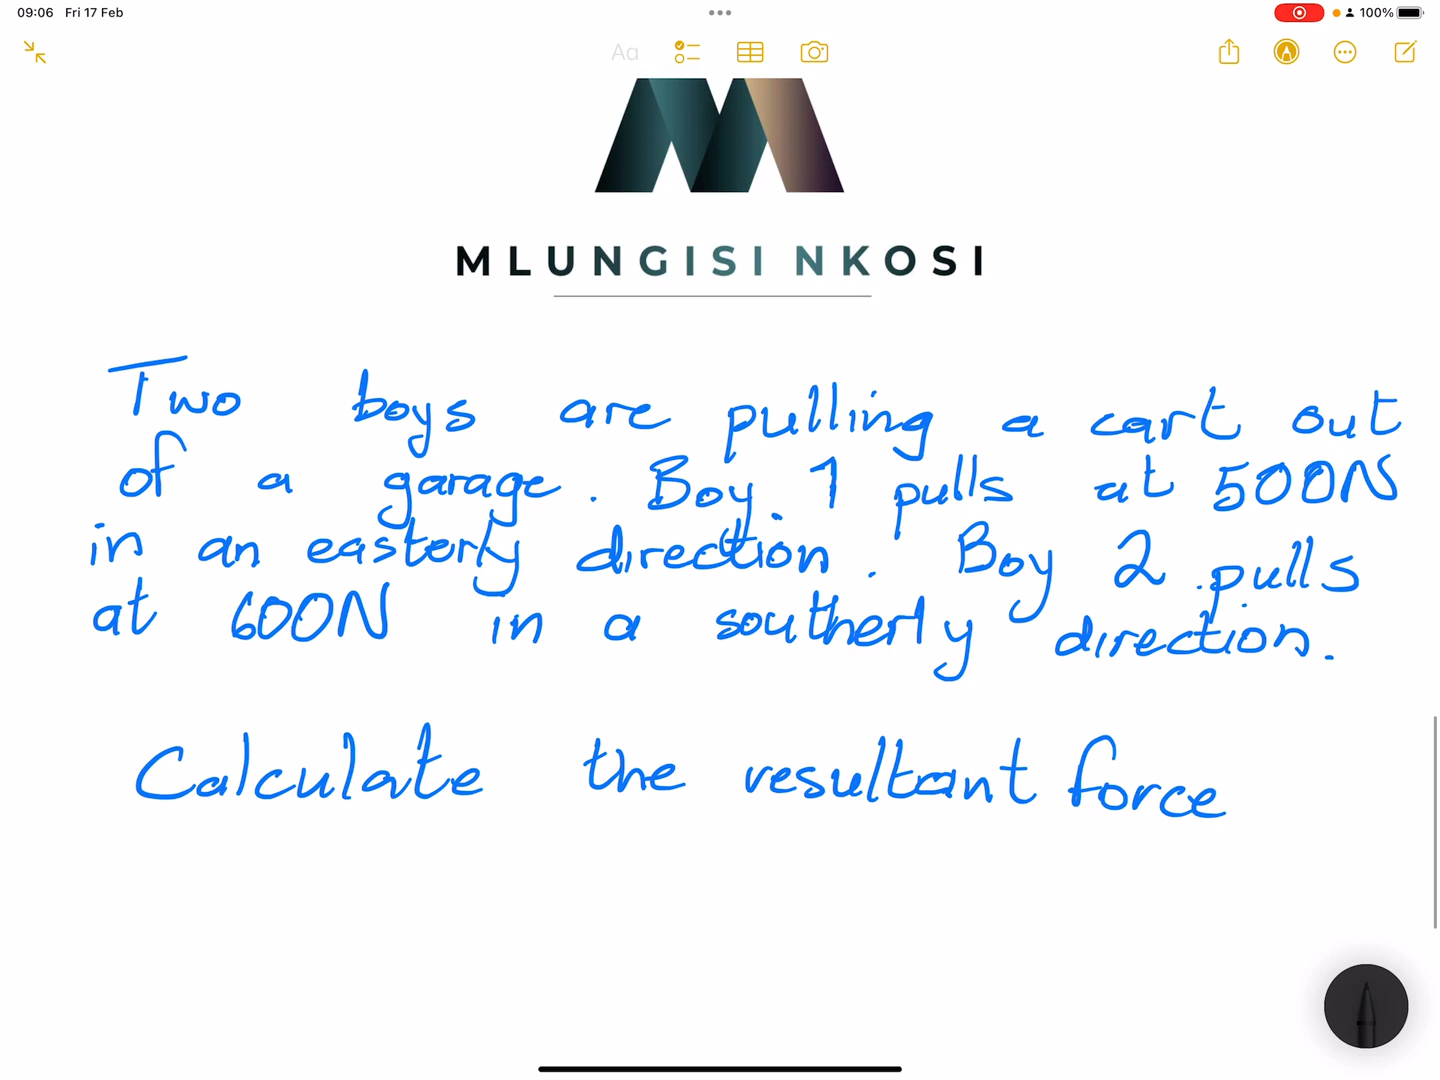 09:06 Fri 17 Feb
100%
Aa
MLUNGISI NKOSI
Two boys are pulling a cart out
of a garage. Boy 1 pulls at 500N
in an easterly direction. Boy 2 pulls
at 600N in a southerly direction.
Calculate the resultant force